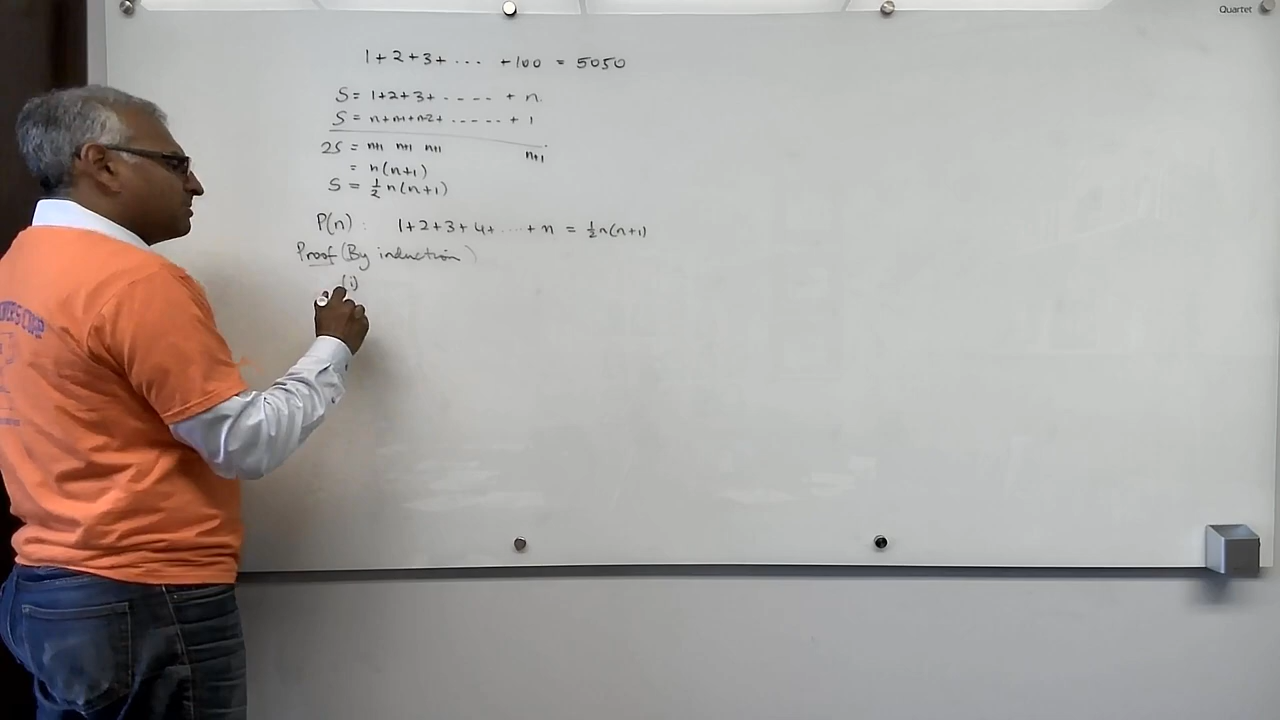 Quartet
1+2+3+ ... +100 = 5050
S = 1+2+3+ ----- + n.
S = n+n-1+n-2+ ------ + 1
2S = n+1 n+1 n+1 n+1
= n(n+1)
S = ½ n(n+1)
P(n) : 1+2+3+4+ ..... + n = ½n(n+1)
Proof (By induction)
(i)